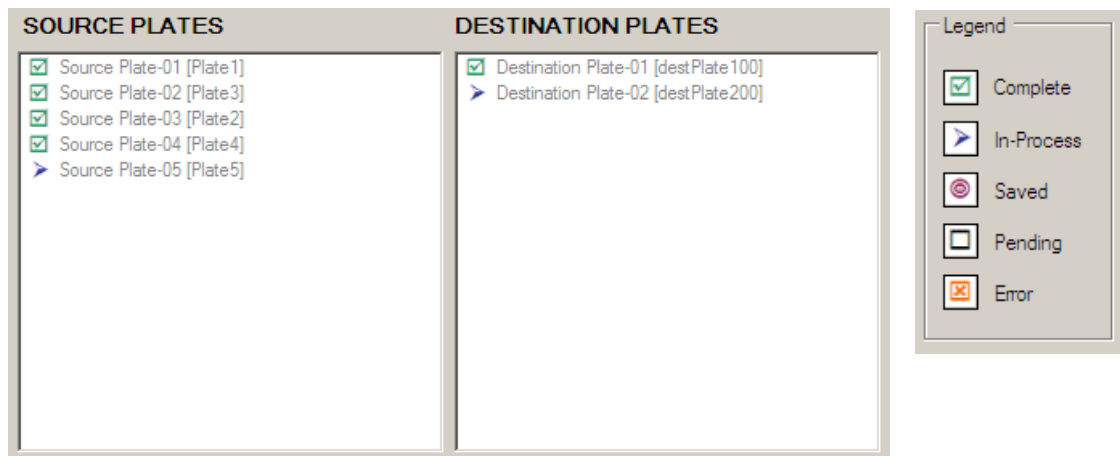 SOURCE PLATES
Source Plate-01 [Plate1]
Source Plate-02 [Plate3]
Source Plate-03 [Plate2]
Source Plate-04 [Plate4]
Source Plate-05 [Plate5]
DESTINATION PLATES
Destination Plate-01 [destPlate100]
Destination Plate-02 [destPlate200]
Legend
Complete
In-Process
Saved
Pending
Error